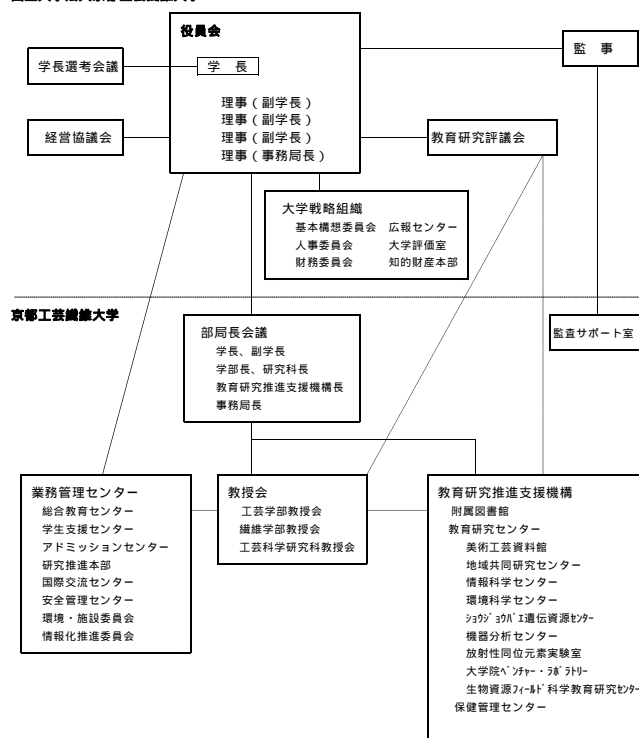 役員会
監 事
学長選考会議
学 長
理事(副学長)
理事(副学長)
理事(副学長)
理事(事務局長)
経営協議会
教育研究評議会
大学戦略組織
基本構想委員会 広報センター
人事委員会 大学評価室
財務委員会 知的財産本部
京都工芸繊維大学
部局長会議
学長、副学長
学部長、研究科長
教育研究推進支援機構長
事務局長
監査サポート室
業務管理センター
総合教育センター
学生支援センター
アドミッションセンター
研究推進本部
国際交流センター
安全管理センター
環境・施設委員会
情報化推進委員会
教授会
工芸学部教授会
繊維学部教授会
工芸科学研究科教授会
教育研究推進支援機構
附属図書館
教育研究センター
美術工芸資料館
地域共同研究センター
情報科学センター
環境科学センター
ショウジョウバエ遺伝資源センター
機器分析センター
放射性同位元素実験室
大学院ベンチャー・ラボラトリー
生物資源フィールド科学教育研究センター
保健管理センター